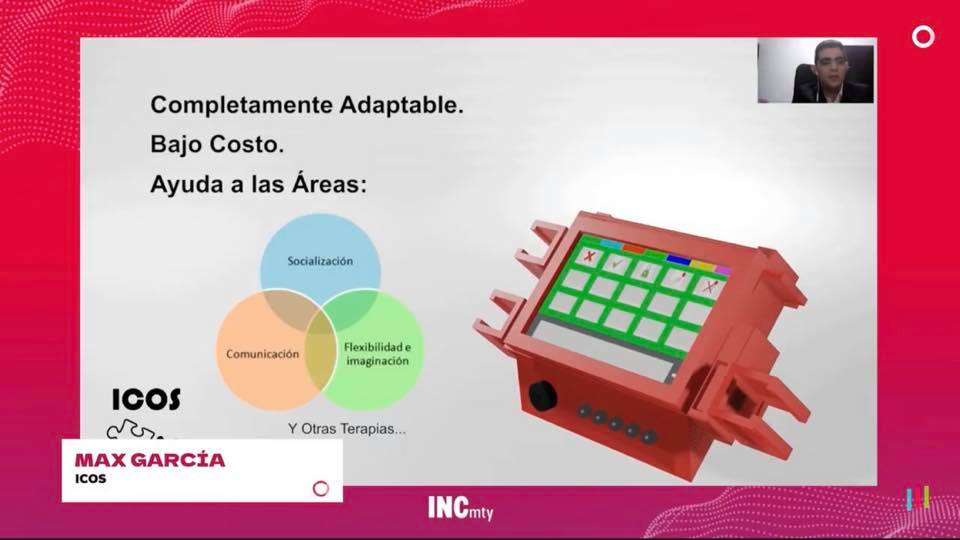 Completamente Adaptable.
Bajo Costo.
Ayuda a las Áreas:
Socialización
Comunicación
Flexibilidad e
imaginación
Y Otras Terapias...
ICOS
MAX GARCÍA
ICOS
INCmty